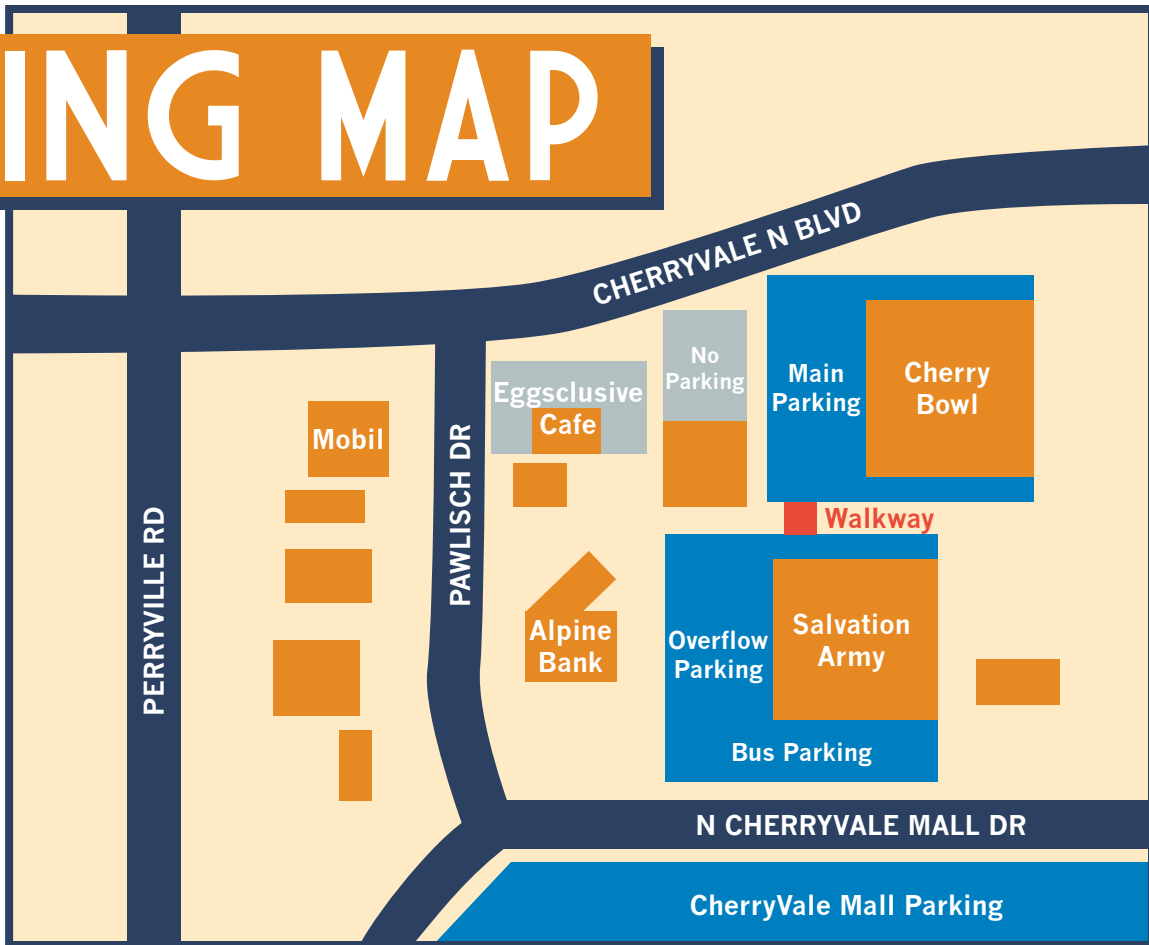 ING MAP
CHERRYVALE N BLVD
No
Parking
Main
Parking
Cherry
Bowl
Eggsclusive
Cafe
Mobil
PAWLISCH DR
PERRYVILLE RD
Walkway
Alpine
Bank
Overflow
Parking
Salvation
Army
Bus Parking
N CHERRYVALE MALL DR
CherryVale Mall Parking